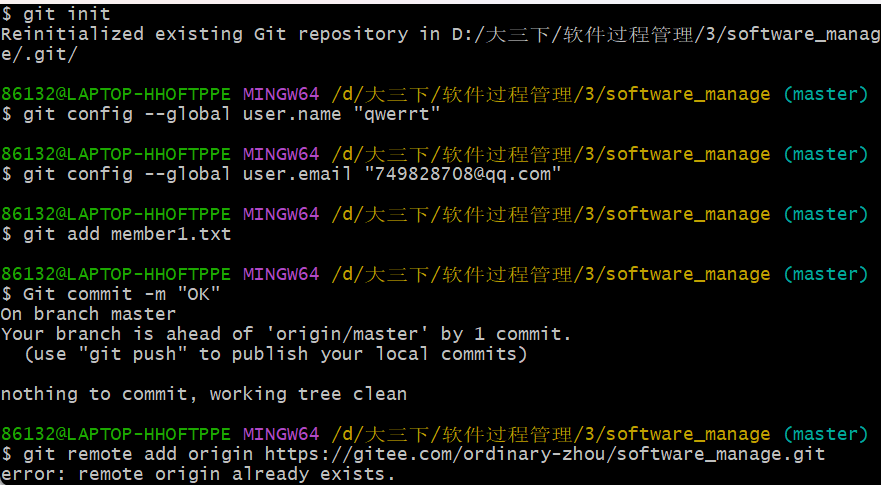 $ git init
Reinitialized existing Git repository in D:/大三下/软件过程管理/3/software_manag
e/.git/
86132@LAPTOP-HHOFTPPE MINGW64 /d/大三下/软件过程管理/3/software_manage (master)
$ git config --global user.name "qwerrt"
86132@LAPTOP-HHOFTPPE MINGW64 /d/大三下/软件过程管理/3/software_manage (master)
$ git config --global user.email "749828708@qq.com"
86132@LAPTOP-HHOFTPPE MINGW64 /d/大三下/软件过程管理/3/software_manage (master)
$ git add member1.txt
86132@LAPTOP-HHOFTPPE MINGW64 /d/大三下/软件过程管理/3/software_manage (master)
$ Git commit -m "OK"
On branch master
Your branch is ahead of 'origin/master' by 1 commit.
  (use "git push" to publish your local commits)
nothing to commit, working tree clean
86132@LAPTOP-HHOFTPPE MINGW64 /d/大三下/软件过程管理/3/software_manage (master)
$ git remote add origin https://gitee.com/ordinary-zhou/software_manage.git
error: remote origin already exists.